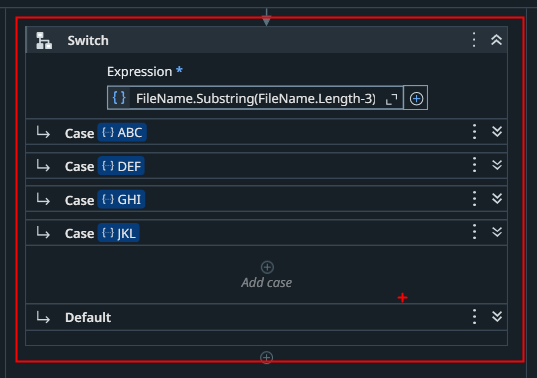 Switch
Expression *
{ } FileName.Substring(FileName.Length-3)
Case ABC
Case DEF
Case GHI
Case JKL
Add case
Default